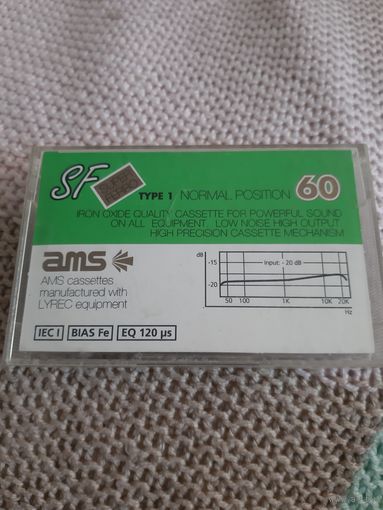 SF
TYPE 1 NORMAL POSITION 60
IRON OXIDE QUALITY CASSETTE FOR POWERFUL SOUND
ON ALL EQUIPMENT. LOW NOISE HIGH OUTPUT
HIGH PRECISION CASSETTE MECHANISM
ams
AMS cassettes
manufactured with
LYREC equipment
dB
Input: - 20 dB
-15
-20
50 100 1K 10K 20K
Hz
IEC I BIAS Fe EQ 120 µs